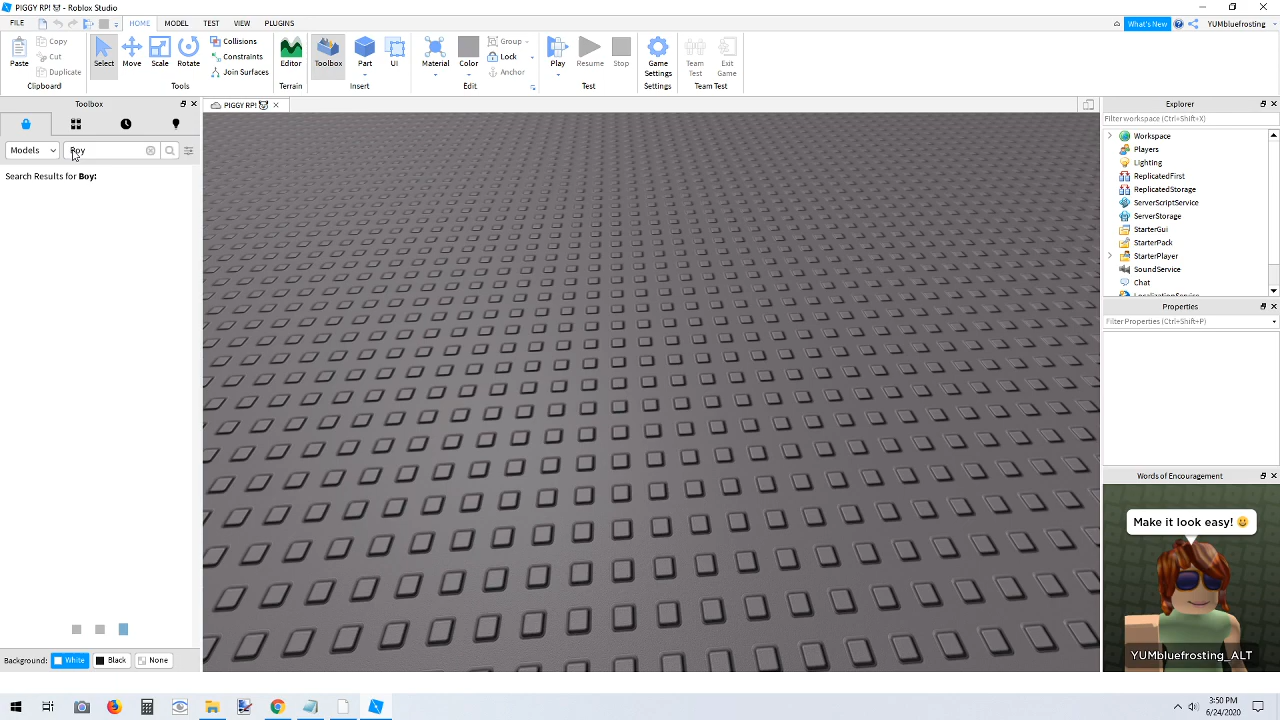 PIGGY RP! - Roblox Studio
FILE HOME MODEL TEST VIEW PLUGINS What's New YUMbluefrosting
Paste Copy Cut Duplicate Clipboard
Select Move Scale Rotate Collisions Constraints Join Surfaces Tools
Editor Terrain
Toolbox Part UI Insert
Material Color Group Lock Anchor Edit
Play Resume Stop Test
Game Settings Settings
Team Test Exit Game Team Test
Toolbox
PIGGY RP!
Models Boy
Search Results for Boy:
Background: White Black None
Explorer
Filter workspace (Ctrl+Shift+X)
Workspace
Players
Lighting
ReplicatedFirst
ReplicatedStorage
ServerScriptService
ServerStorage
StarterGui
StarterPack
StarterPlayer
SoundService
Chat
LocalizationService
Properties
Filter Properties (Ctrl+Shift+P)
Words of Encouragement
Make it look easy!
YUMbluefrosting_ALT
3:50 PM
6/24/2020